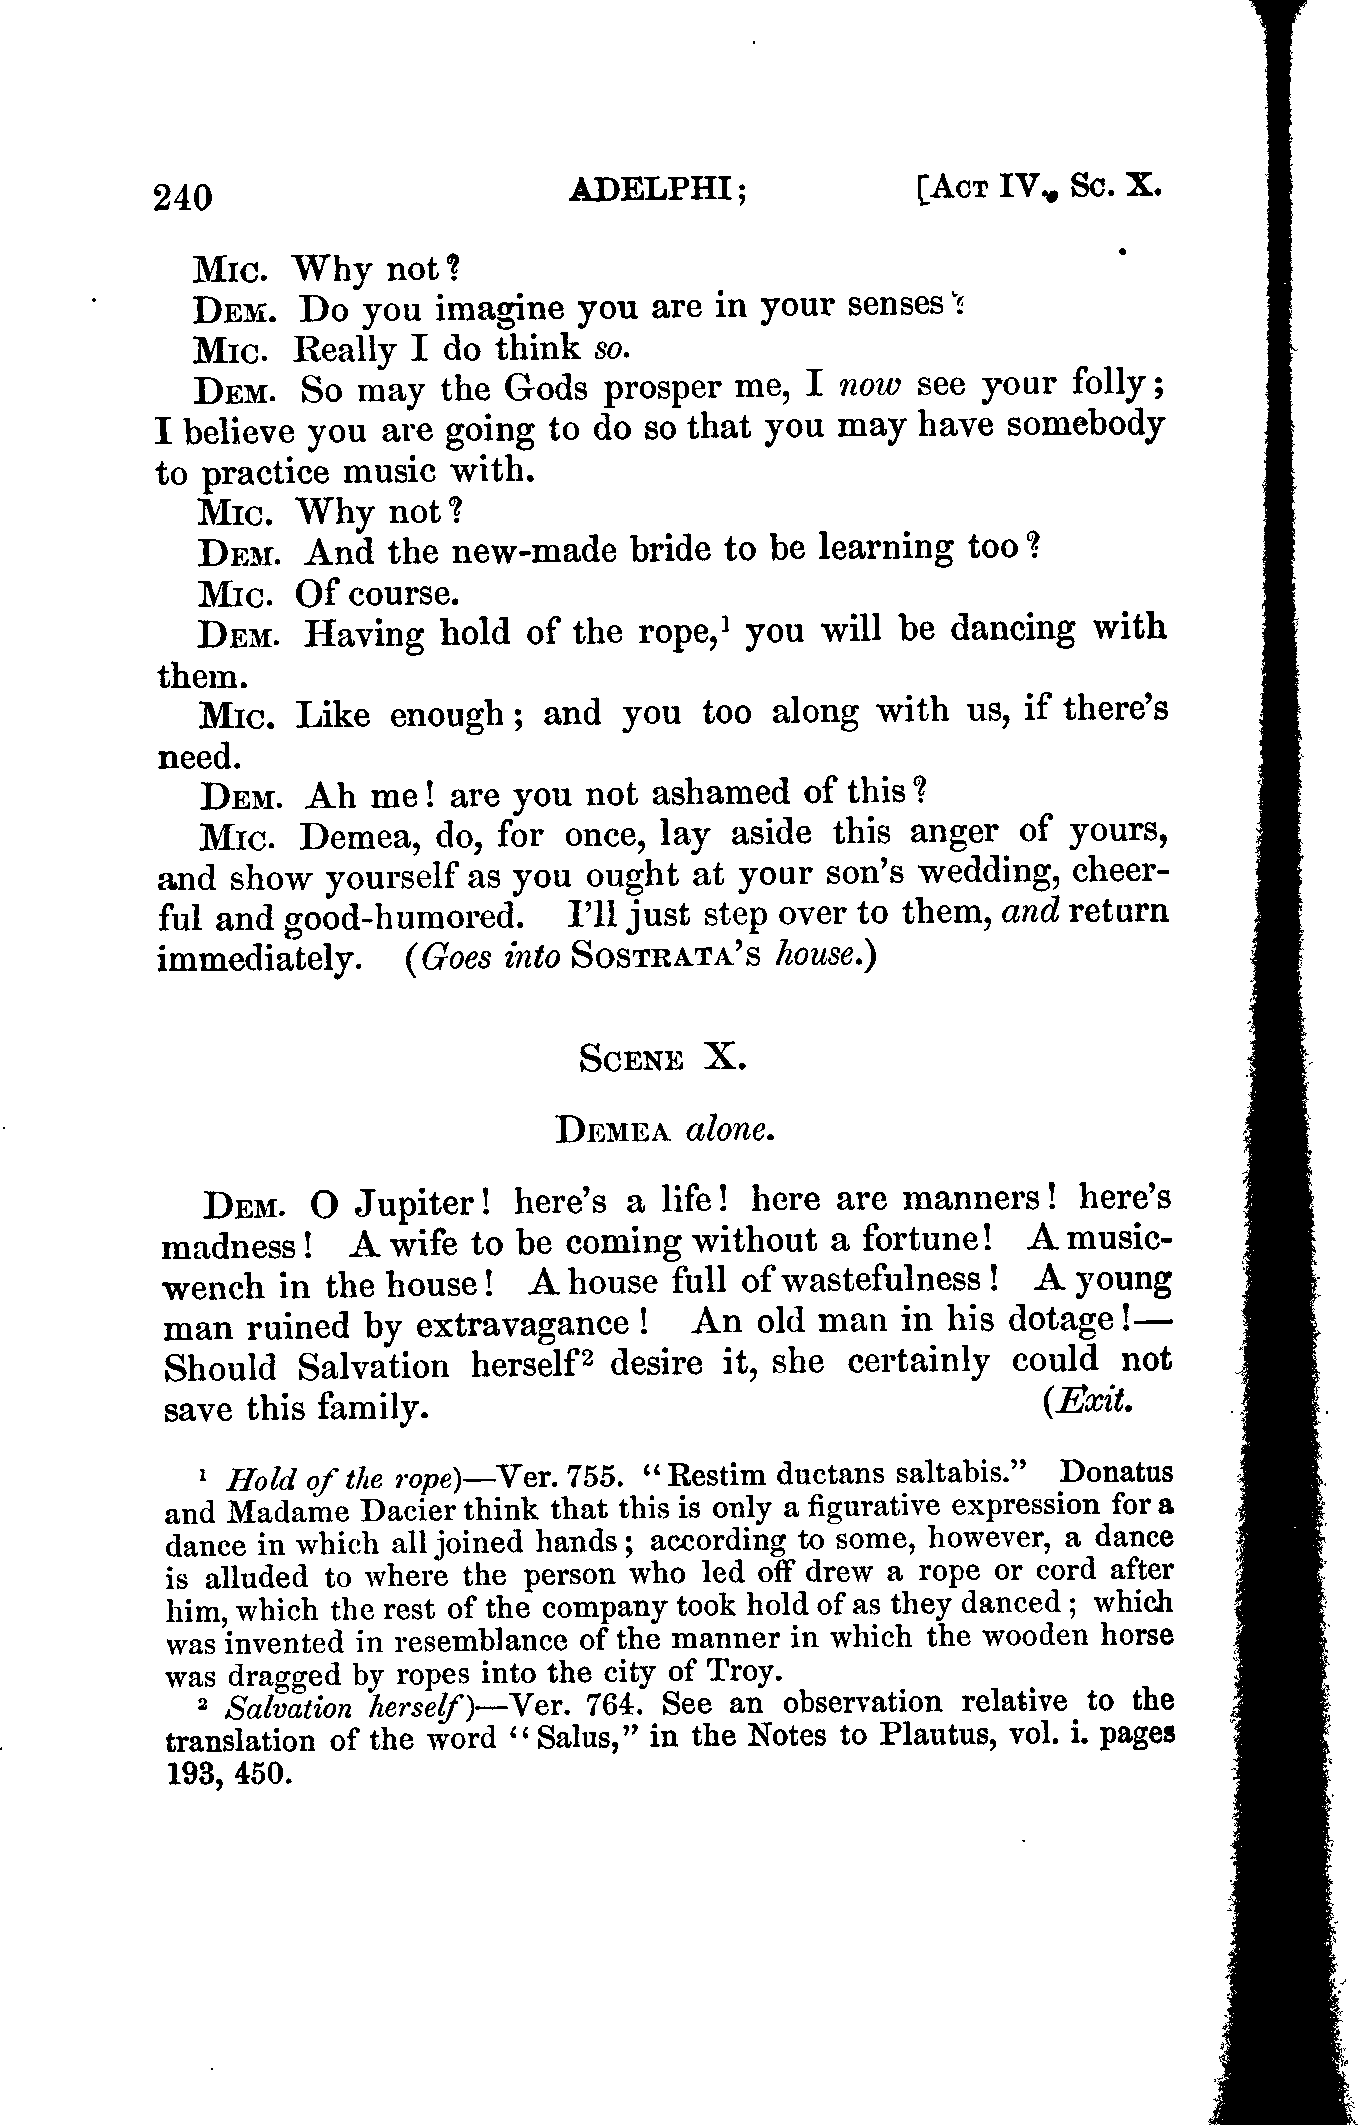 240 ADELPHI; [ACT IV., Sc. X.
MIC. Why not?
DEM. Do you imagine you are in your senses?
MIC. Really I do think so.
DEM. So may the Gods prosper me, I now see your folly;
I believe you are going to do so that you may have somebody
to practice music with.
MIC. Why not?
DEM. And the new-made bride to be learning too?
MIC. Of course.
DEM. Having hold of the rope,¹ you will be dancing with
them.
MIC. Like enough; and you too along with us, if there's
need.
DEM. Ah me! are you not ashamed of this?
MIC. Demea, do, for once, lay aside this anger of yours,
and show yourself as you ought at your son's wedding, cheer-
ful and good-humored. I'll just step over to them, and return
immediately. (Goes into SOSTRATA'S house.)
SCENE X.
DEMEA alone.
DEM. O Jupiter! here's a life! here are manners! here's
madness! A wife to be coming without a fortune! A music-
wench in the house! A house full of wastefulness! A young
man ruined by extravagance! An old man in his dotage!—
Should Salvation herself² desire it, she certainly could not
save this family. (Exit.
¹ Hold of the rope)—Ver. 755. "Restim ductans saltabis." Donatus
and Madame Dacier think that this is only a figurative expression for a
dance in which all joined hands; according to some, however, a dance
is alluded to where the person who led off drew a rope or cord after
him, which the rest of the company took hold of as they danced; which
was invented in resemblance of the manner in which the wooden horse
was dragged by ropes into the city of Troy.
² Salvation herself)—Ver. 764. See an observation relative to the
translation of the word "Salus," in the Notes to Plautus, vol. i. pages
193, 450.